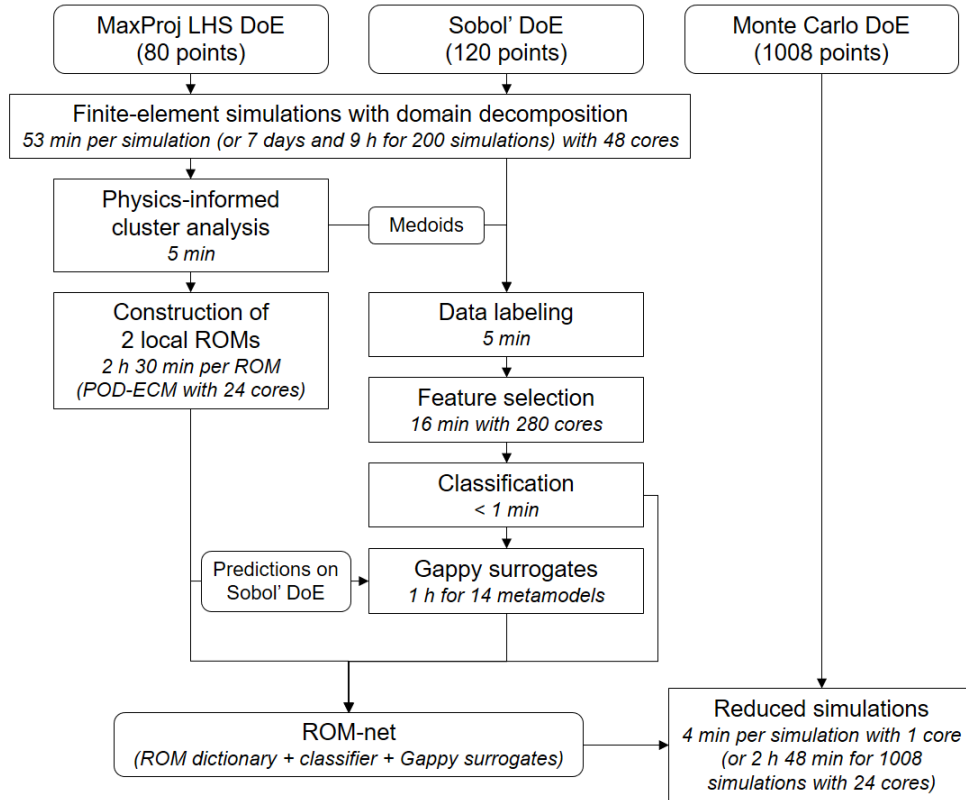 MaxProj LHS DoE
(80 points)
Sobol' DoE
(120 points)
Monte Carlo DoE
(1008 points)
Finite-element simulations with domain decomposition
53 min per simulation (or 7 days and 9 h for 200 simulations) with 48 cores
Physics-informed
cluster analysis
5 min
Medoids
Construction of
2 local ROMs
2 h 30 min per ROM
(POD-ECM with 24 cores)
Data labeling
5 min
Feature selection
16 min with 280 cores
Classification
< 1 min
Predictions on
Sobol' DoE
Gappy surrogates
1 h for 14 metamodels
ROM-net
(ROM dictionary + classifier + Gappy surrogates)
Reduced simulations
4 min per simulation with 1 core
(or 2 h 48 min for 1008
simulations with 24 cores)